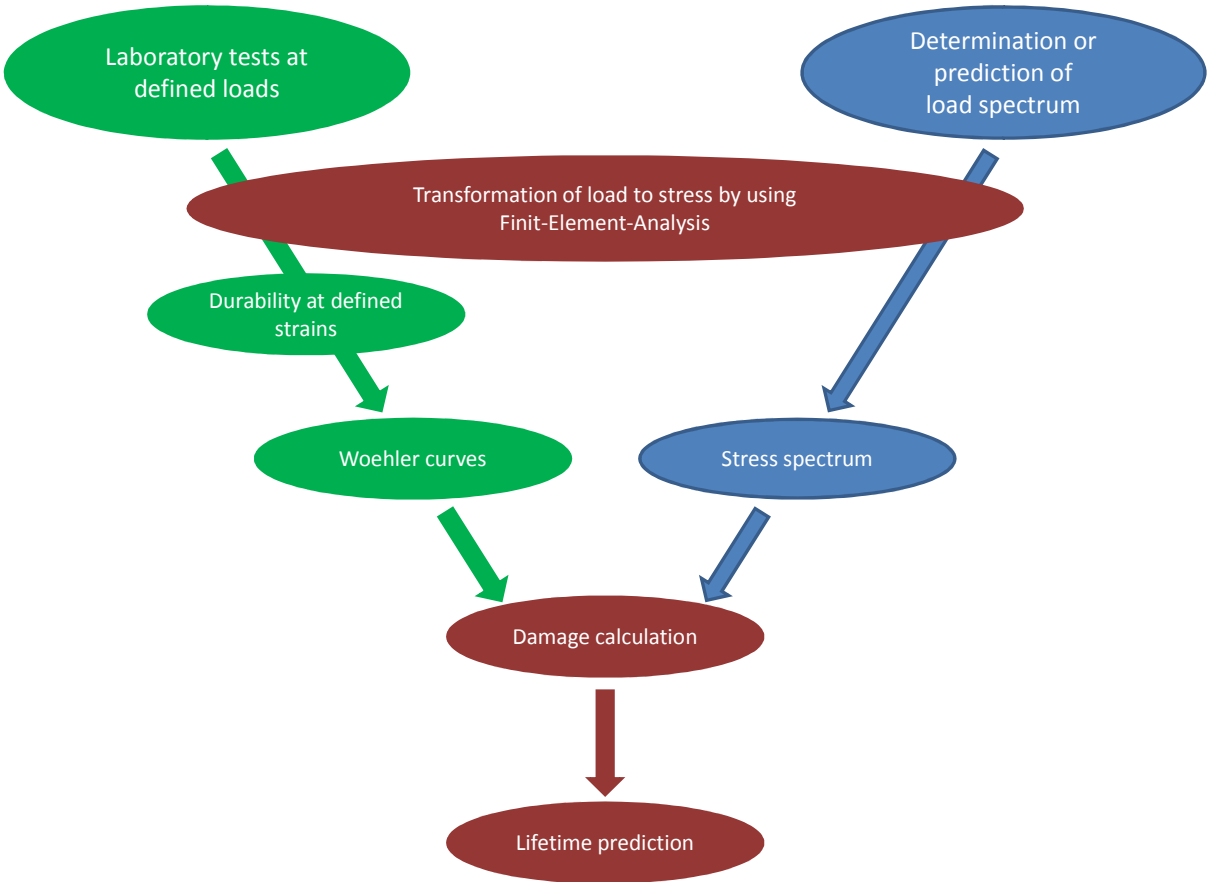 Laboratory tests at
defined loads
Determination or
prediction of
load spectrum
Transformation of load to stress by using
Finit-Element-Analysis
Durability at defined
strains
Woehler curves
Stress spectrum
Damage calculation
Lifetime prediction